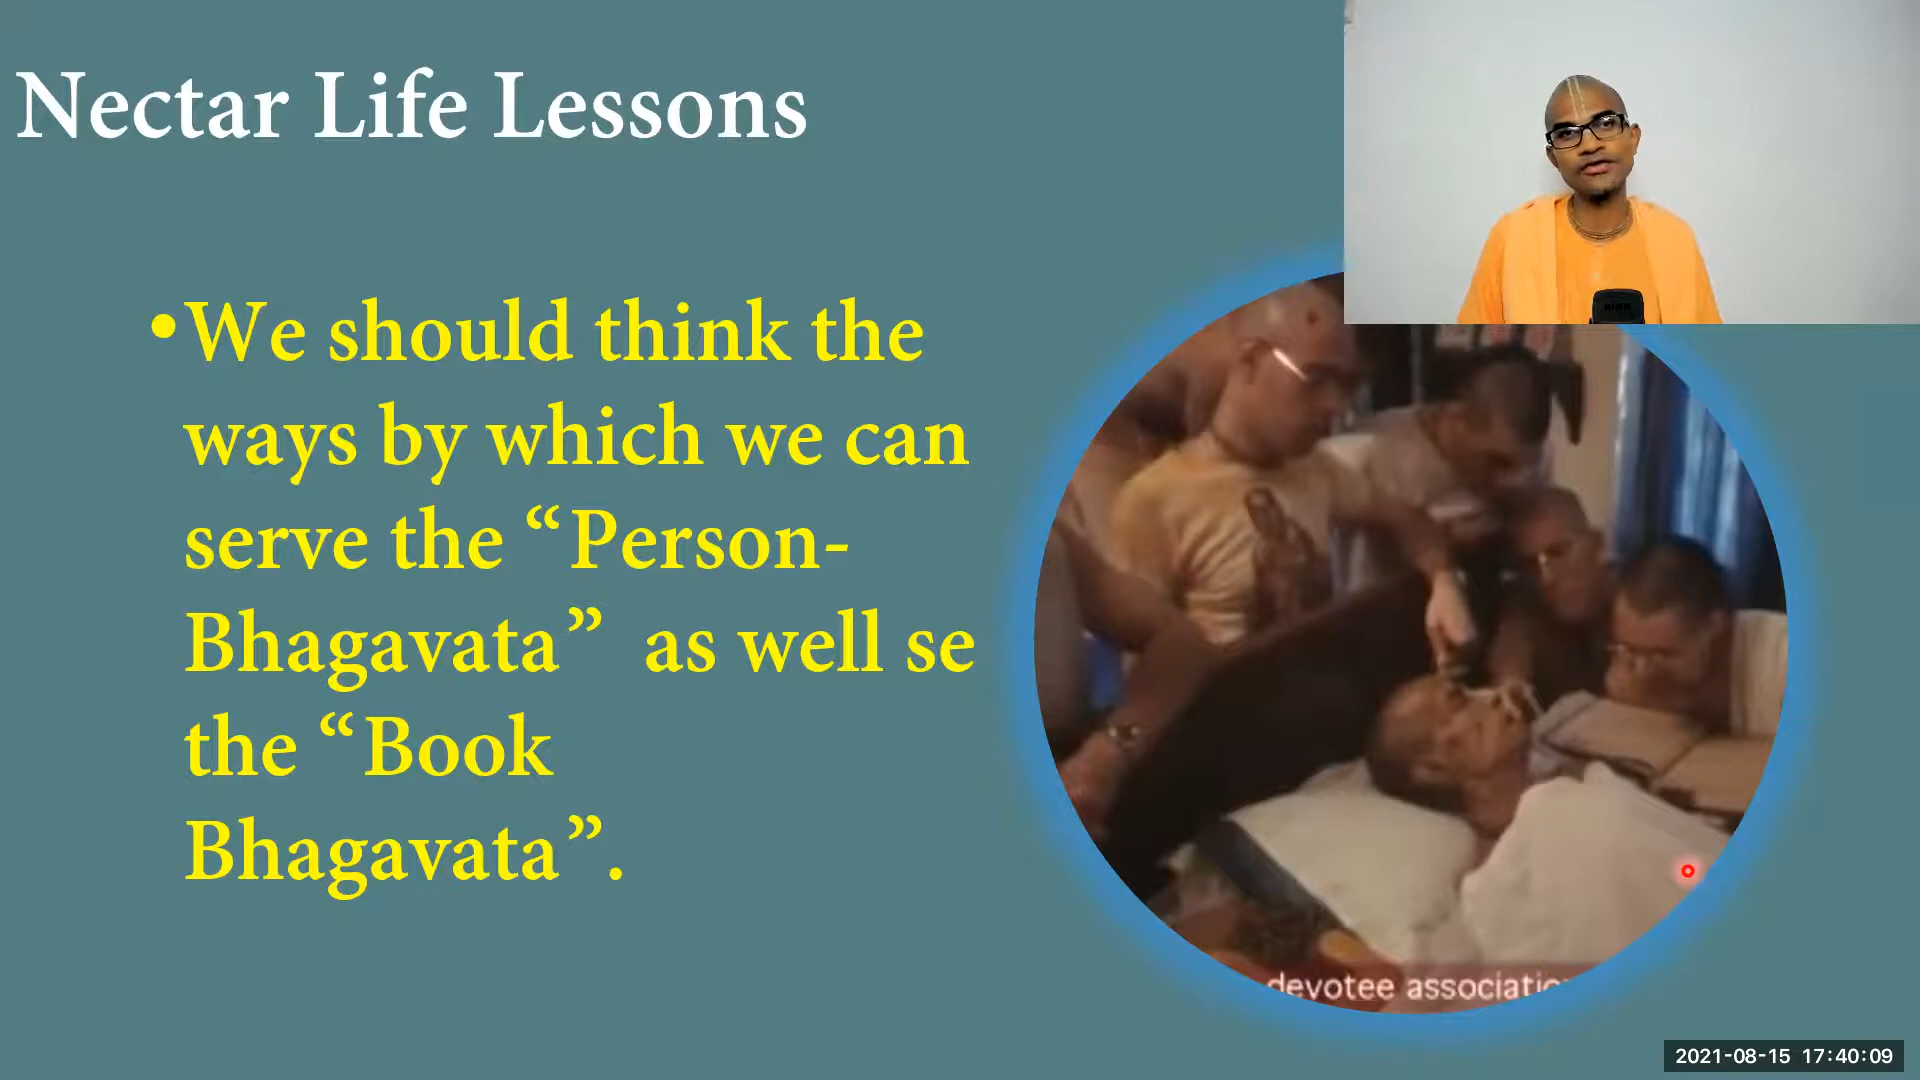 Nectar Life Lessons
•We should think the
ways by which we can
serve the “Person-
Bhagavata” as well se
the “Book
Bhagavata”.
devotee associatio
2021-08-15 17:40:09